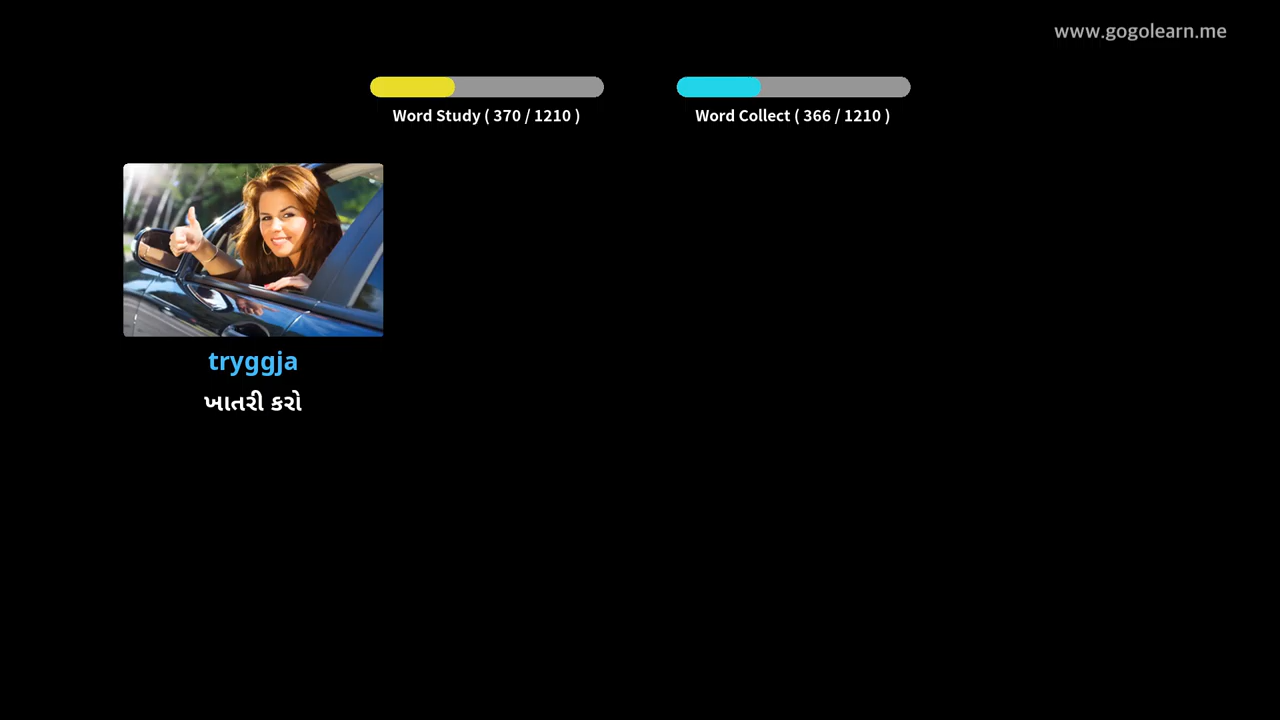 www.gogolearn.me
Word Study ( 370 / 1210 )
Word Collect ( 366 / 1210 )
tryggja
ખાતરી કરો